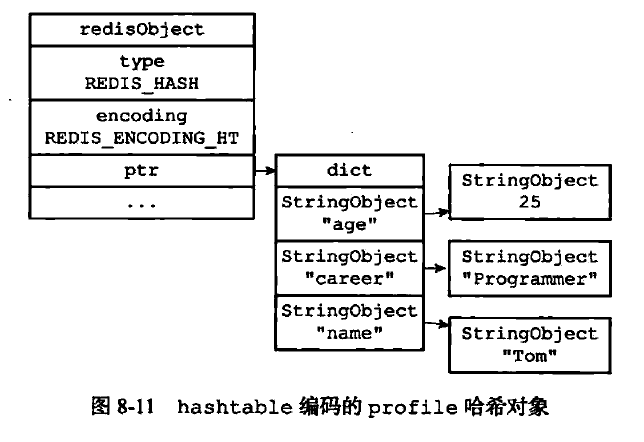 redisObject
type
REDIS_HASH
encoding
REDIS_ENCODING_HT
ptr
...
dict
StringObject
"age"
StringObject
"career"
StringObject
"name"
StringObject
25
StringObject
"Programmer"
StringObject
"Tom"
图 8-11 hashtable 编码的 profile 哈希对象